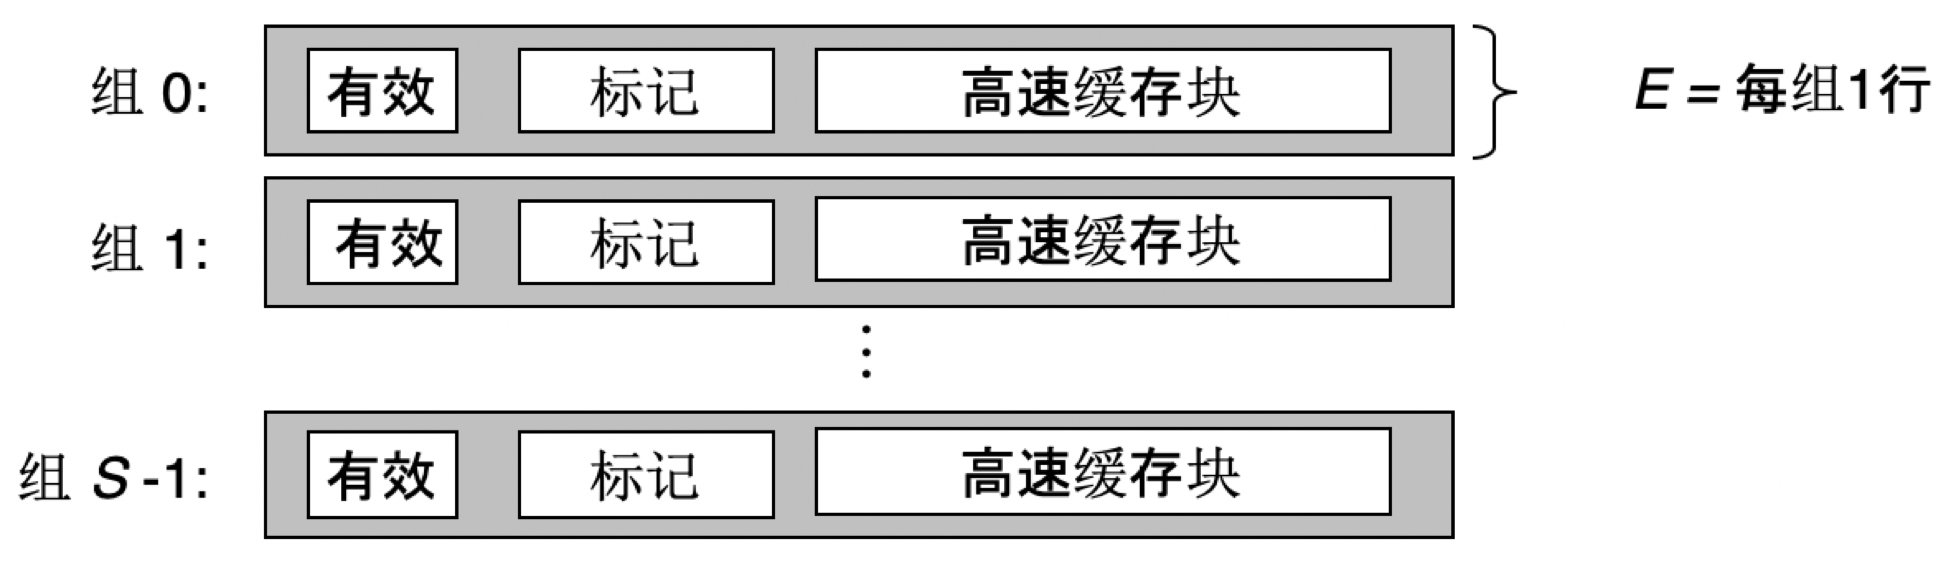 组 0: 有效 标记 高速缓存块 E = 每组1行
组 1: 有效 标记 高速缓存块
组 S -1: 有效 标记 高速缓存块